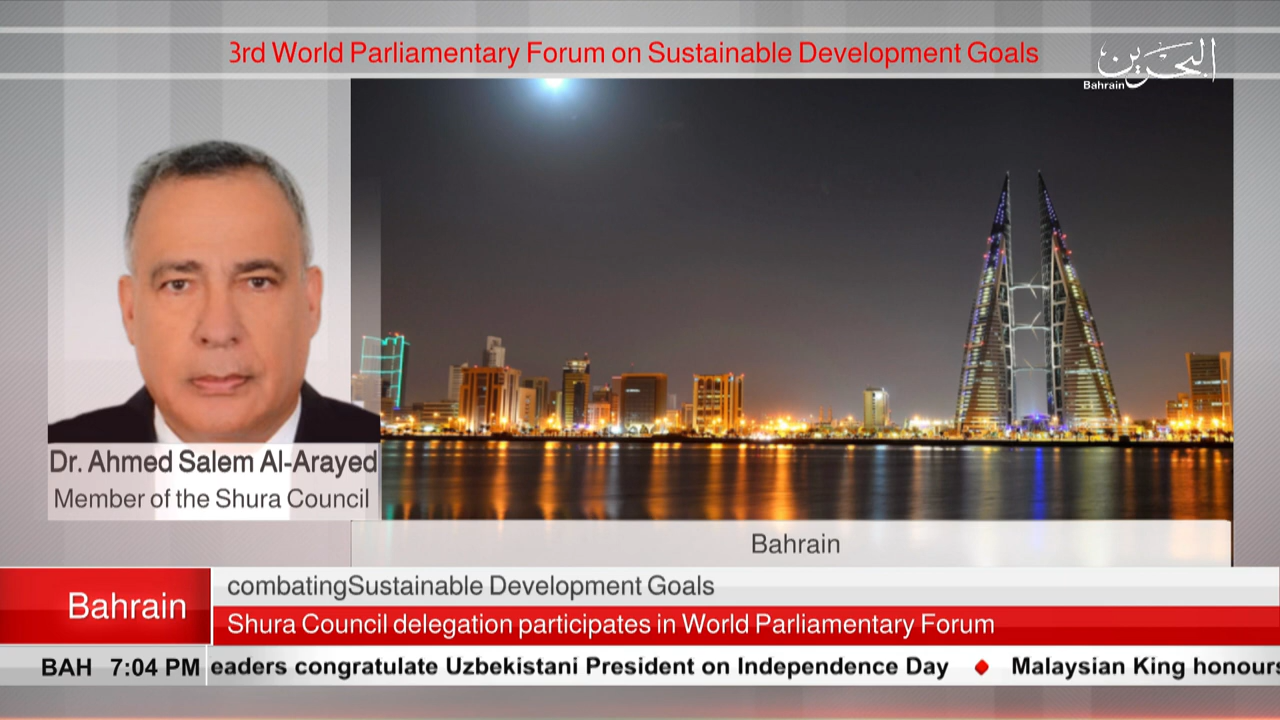 3rd World Parliamentary Forum on Sustainable Development Goals
البحرين
Bahrain
Dr. Ahmed Salem Al-Arayed
Member of the Shura Council
Bahrain
Bahrain
combatingSustainable Development Goals
Shura Council delegation participates in World Parliamentary Forum
BAH 7:04 PM eaders congratulate Uzbekistani President on Independence Day Malaysian King honours